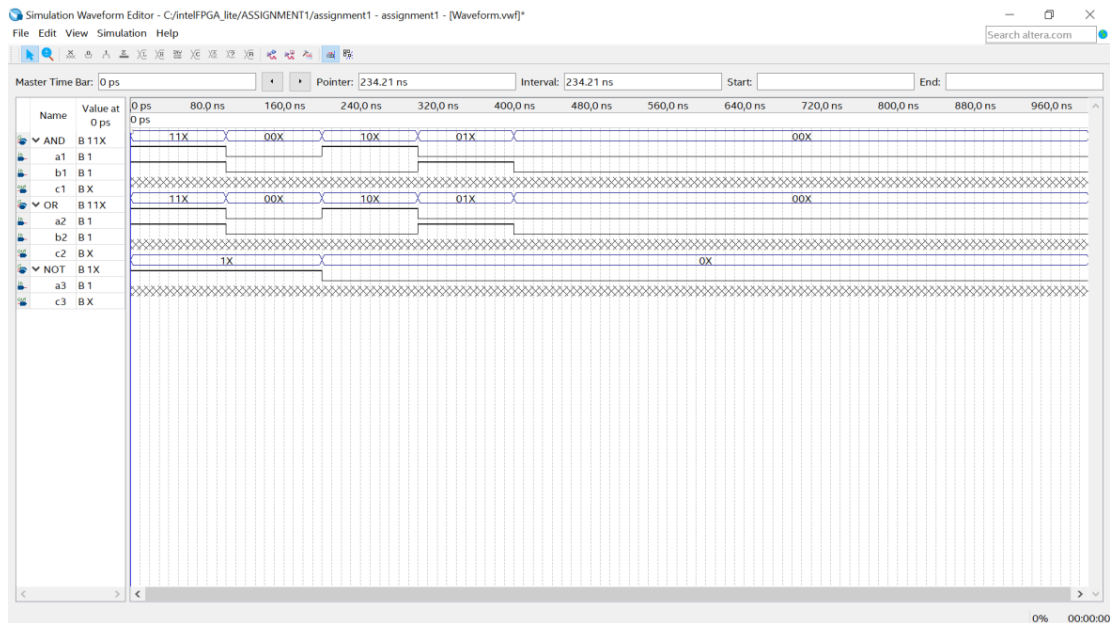 Simulation Waveform Editor - C:/intelFPGA_lite/ASSIGNMENT1/assignment1 - assignment1 - [Waveform.vwf]*
File Edit View Simulation Help
Search altera.com
Master Time Bar: 0 ps Pointer: 234.21 ns Interval: 234.21 ns Start: End:
Name Value at 0 ps
0 ps 80.0 ns 160,0 ns 240,0 ns 320,0 ns 400,0 ns 480,0 ns 560,0 ns 640,0 ns 720,0 ns 800,0 ns 880,0 ns 960,0 ns
0 ps
AND B 11X 11X 00X 10X 01X 00X
a1 B 1
b1 B 1
c1 B X
OR B 11X 11X 00X 10X 01X 00X
a2 B 1
b2 B 1
c2 B X
NOT B 1X 1X 0X
a3 B 1
c3 B X
0% 00:00:00